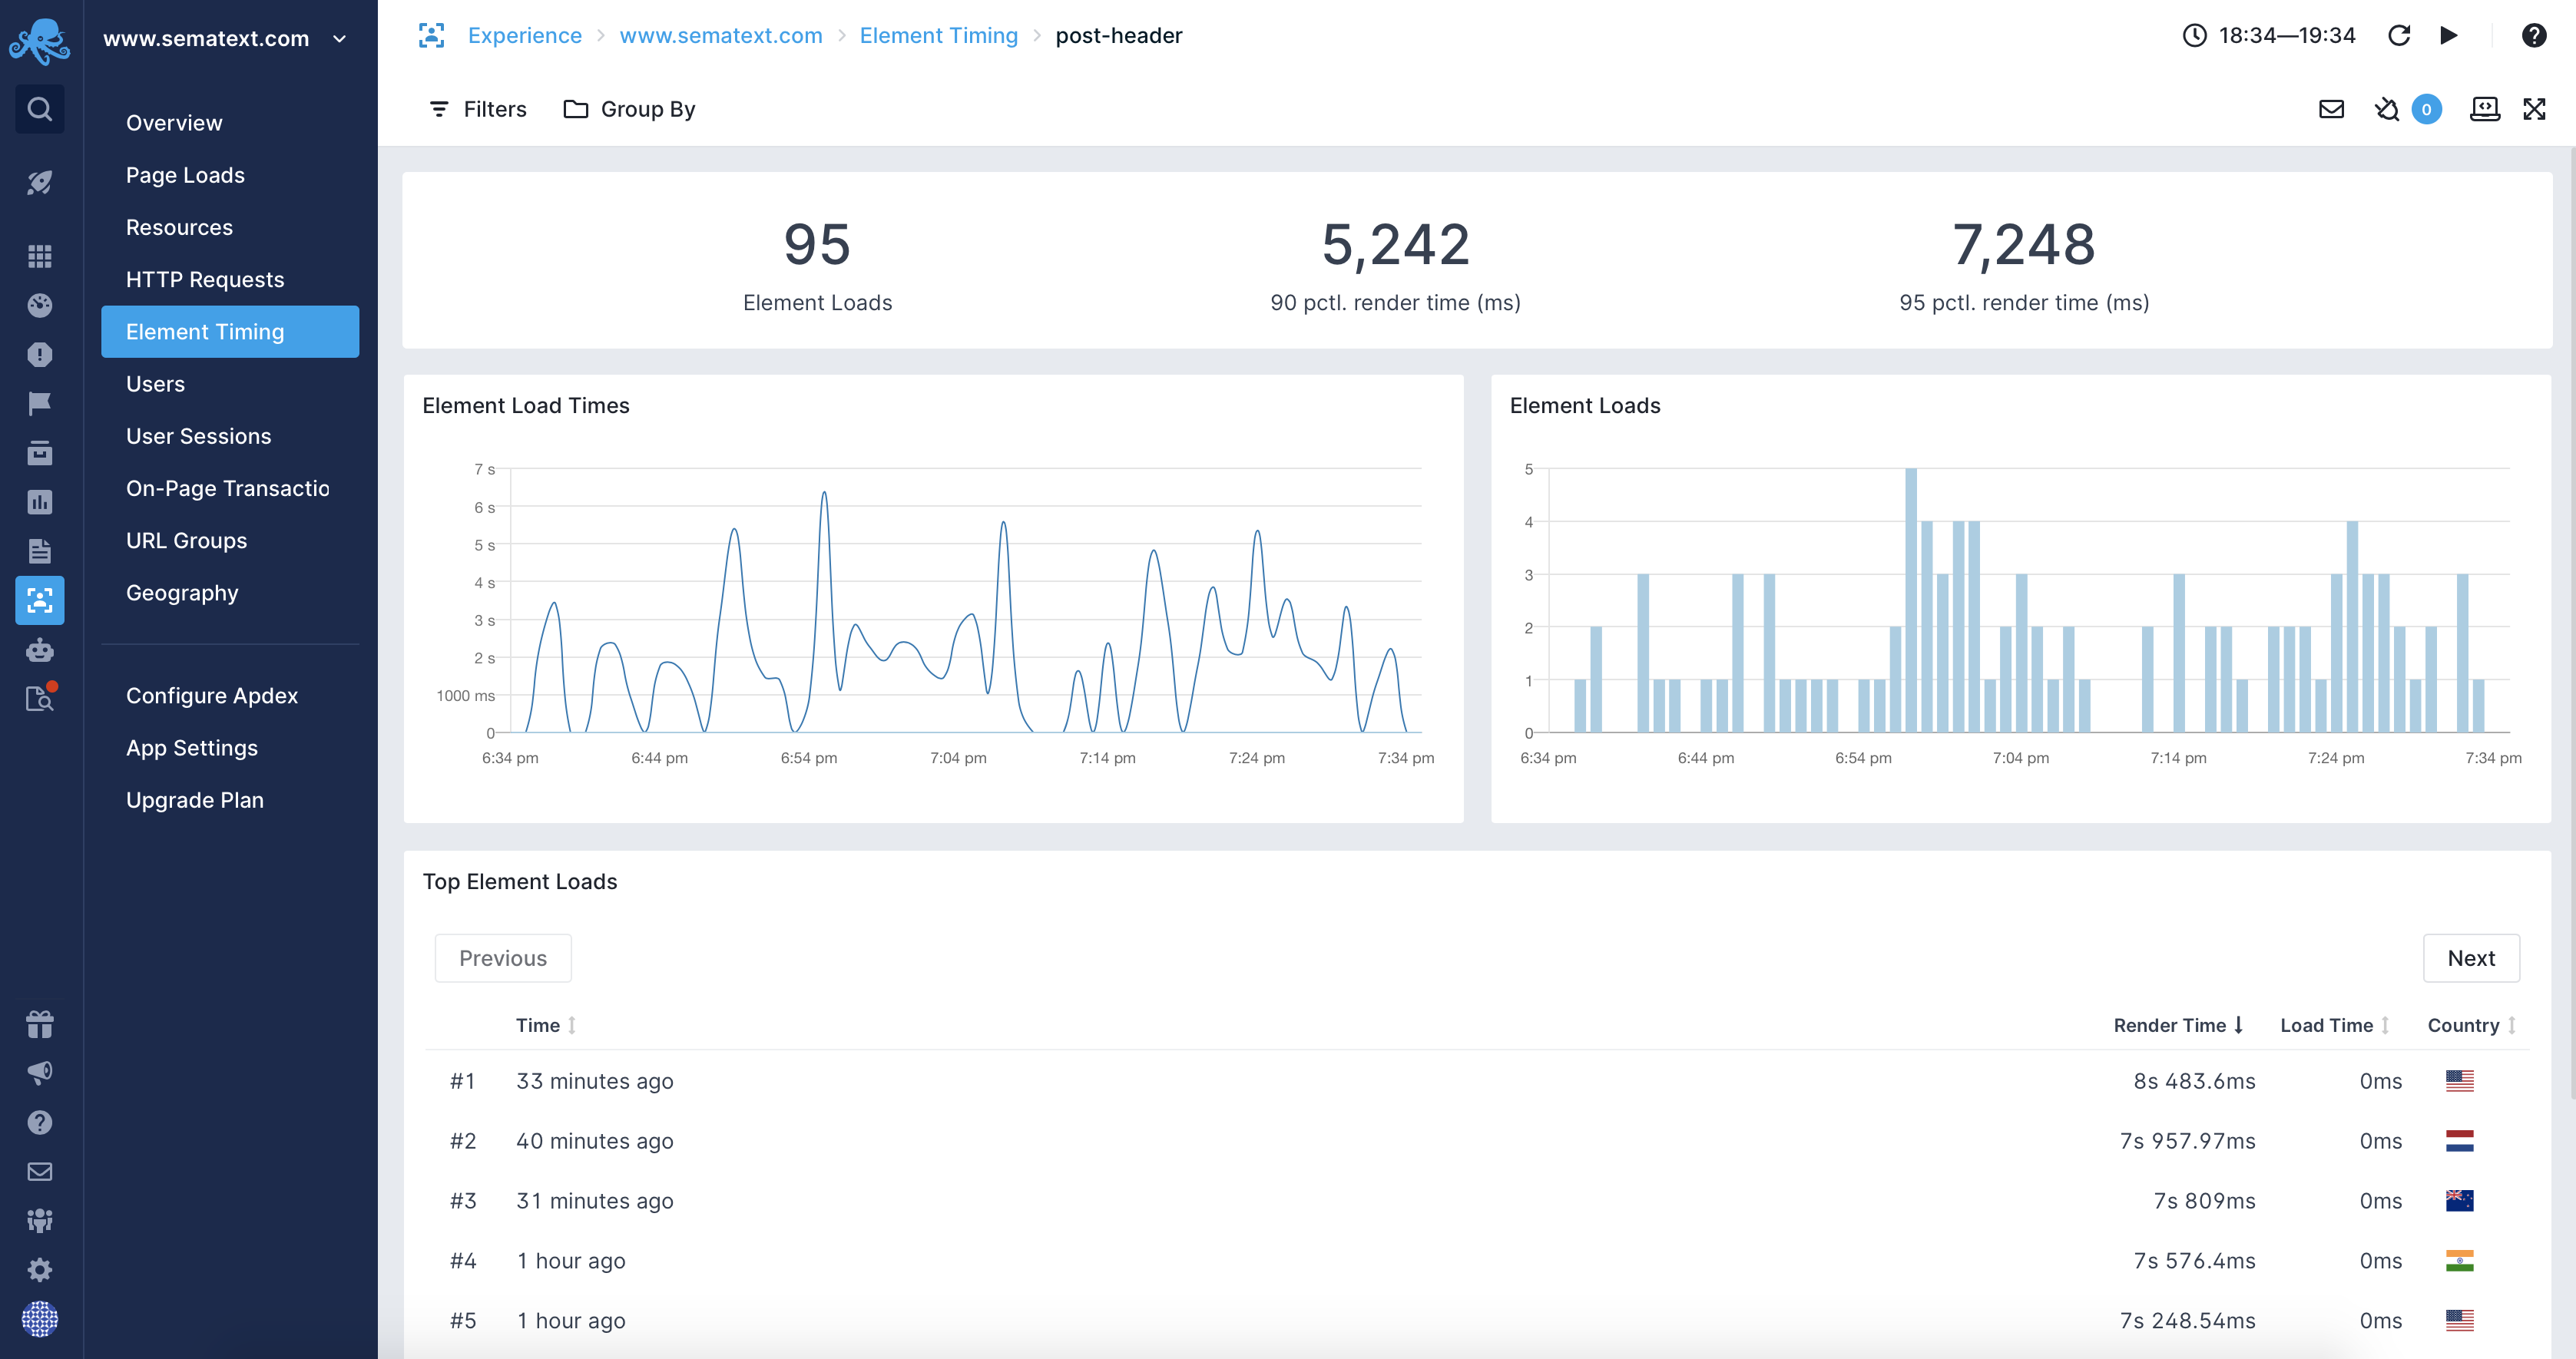 www.sematext.com
Overview
Page Loads
Resources
HTTP Requests
Element Timing
Users
User Sessions
On-Page Transactio
URL Groups
Geography
Configure Apdex
App Settings
Upgrade Plan
Experience > www.sematext.com > Element Timing > post-header
18:34—19:34
Filters Group By
0
95 5,242 7,248
Element Loads 90 pctl. render time (ms) 95 pctl. render time (ms)
Element Load Times
7 s
6 s
5 s
4 s
3 s
2 s
1000 ms
0
6:34 pm 6:44 pm 6:54 pm 7:04 pm 7:14 pm 7:24 pm 7:34 pm
Element Loads
5
4
3
2
1
0
6:34 pm 6:44 pm 6:54 pm 7:04 pm 7:14 pm 7:24 pm 7:34 pm
Top Element Loads
Previous Next
Time Render Time Load Time Country
#1 33 minutes ago 8s 483.6ms 0ms
#2 40 minutes ago 7s 957.97ms 0ms
#3 31 minutes ago 7s 809ms 0ms
#4 1 hour ago 7s 576.4ms 0ms
#5 1 hour ago 7s 248.54ms 0ms